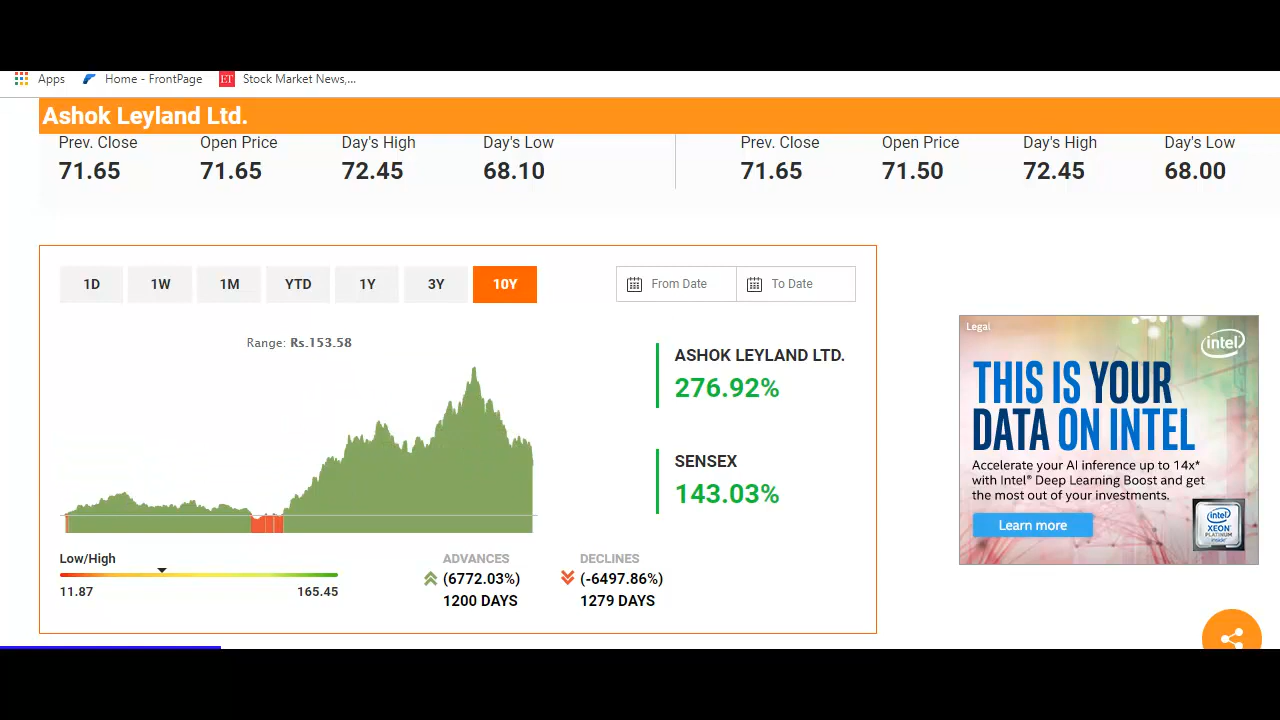 Apps Home - FrontPage ET Stock Market News,...
Ashok Leyland Ltd.
Prev. Close Open Price Day's High Day's Low Prev. Close Open Price Day's High Day's Low
71.65 71.65 72.45 68.10 71.65 71.50 72.45 68.00
1D 1W 1M YTD 1Y 3Y 10Y From Date To Date
Range: Rs.153.58
ASHOK LEYLAND LTD.
276.92%
SENSEX
143.03%
Low/High
11.87 165.45
ADVANCES
(6772.03%)
1200 DAYS
DECLINES
(-6497.86%)
1279 DAYS
Legal
intel
THIS IS YOUR
DATA ON INTEL
Accelerate your AI inference up to 14x*
with Intel® Deep Learning Boost and get
the most out of your investments.
Learn more
intel
XEON
PLATINUM
inside™